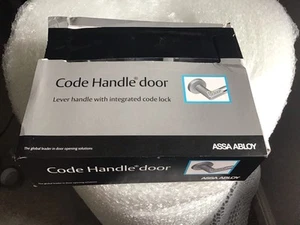 Code Handle® door
Lever handle with integrated code lock
The global leader in door opening solutions
ASSA ABLOY
Code Handle® door
ASSA ABLOY